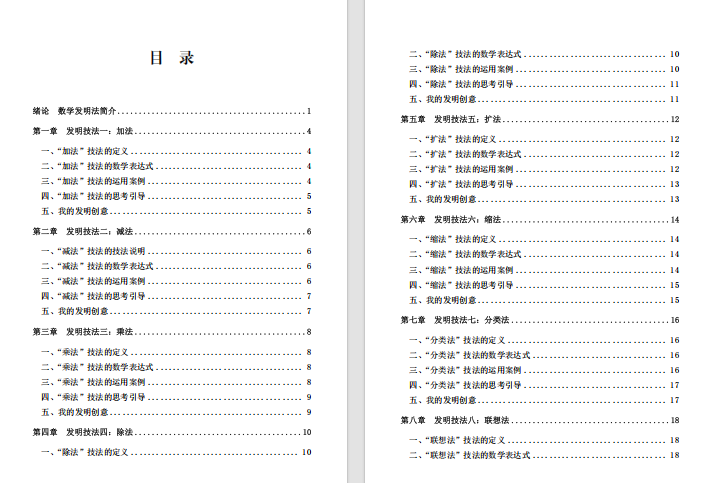 目 录
绪论 数学发明法简介 1
第一章 发明技法一：加法 4
一、“加法”技法的定义 4
二、“加法”技法的数学表达式 4
三、“加法”技法的运用案例 4
四、“加法”技法的思考引导 5
五、我的发明创意 5
第二章 发明技法二：减法 6
一、“减法”技法的技法说明 6
二、“减法”技法的数学表达式 6
三、“减法”技法的运用案例 6
四、“减法”技法的思考引导 7
五、我的发明创意 7
第三章 发明技法三：乘法 8
一、“乘法”技法的定义 8
二、“乘法”技法的数学表达式 8
三、“乘法”技法的运用案例 8
四、“乘法”技法的思考引导 9
五、我的发明创意 9
第四章 发明技法四：除法 10
一、“除法”技法的定义 10
二、“除法”技法的数学表达式 10
三、“除法”技法的运用案例 10
四、“除法”技法的思考引导 11
五、我的发明创意 11
第五章 发明技法五：扩法 12
一、“扩法”技法的定义 12
二、“扩法”技法的数学表达式 12
三、“扩法”技法的运用案例 12
四、“扩法”技法的思考引导 13
五、我的发明创意 13
第六章 发明技法六：缩法 14
一、“缩法”技法的定义 14
二、“缩法”技法的数学表达式 14
三、“缩法”技法的运用案例 14
四、“缩法”技法的思考引导 15
五、我的发明创意 15
第七章 发明技法七：分类法 16
一、“分类法”技法的定义 16
二、“分类法”技法的数学表达式 16
三、“分类法”技法的运用案例 16
四、“分类法”技法的思考引导 17
五、我的发明创意 17
第八章 发明技法八：联想法 18
一、“联想法”技法的定义 18
二、“联想法”技法的数学表达式 18